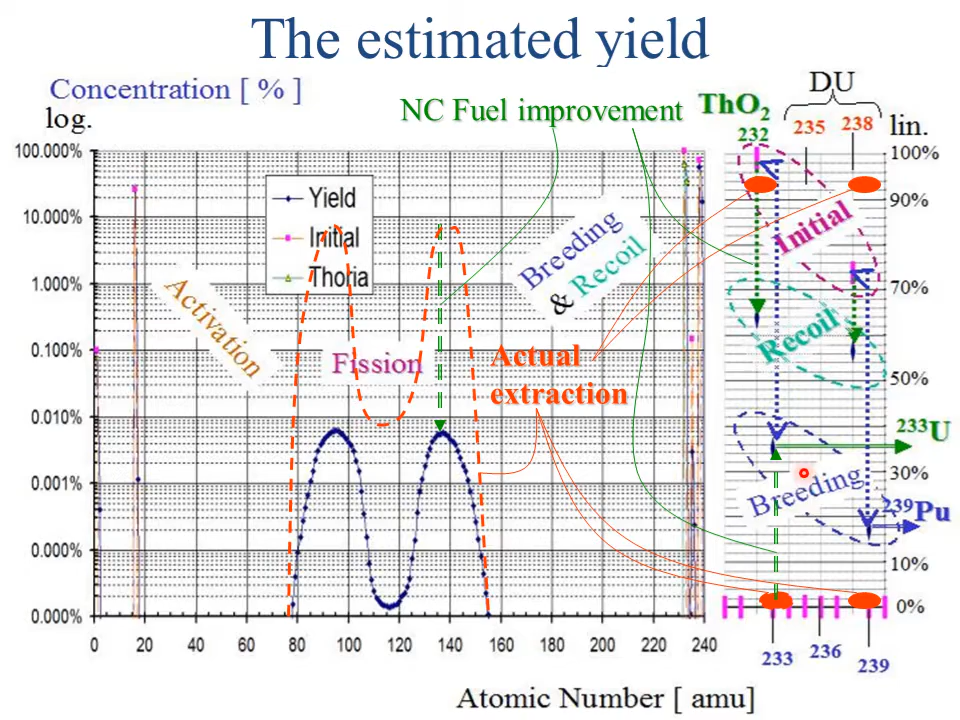 The estimated yield
Concentration [ % ]
log.
NC Fuel improvement
ThO2
232
DU
235
238
lin.
100.000%
10.000%
1.000%
0.100%
0.010%
0.001%
0.000%
0.000%
Yield
Initial
Thoria
Activation
Fission
Breeding
& Recoil
Actual
extraction
Initial
Recoil
Breeding
233U
239Pu
100%
90%
70%
50%
30%
10%
0%
0 20 40 60 80 100 120 140 160 180 200 220 240
233
236
239
Atomic Number [ amu]